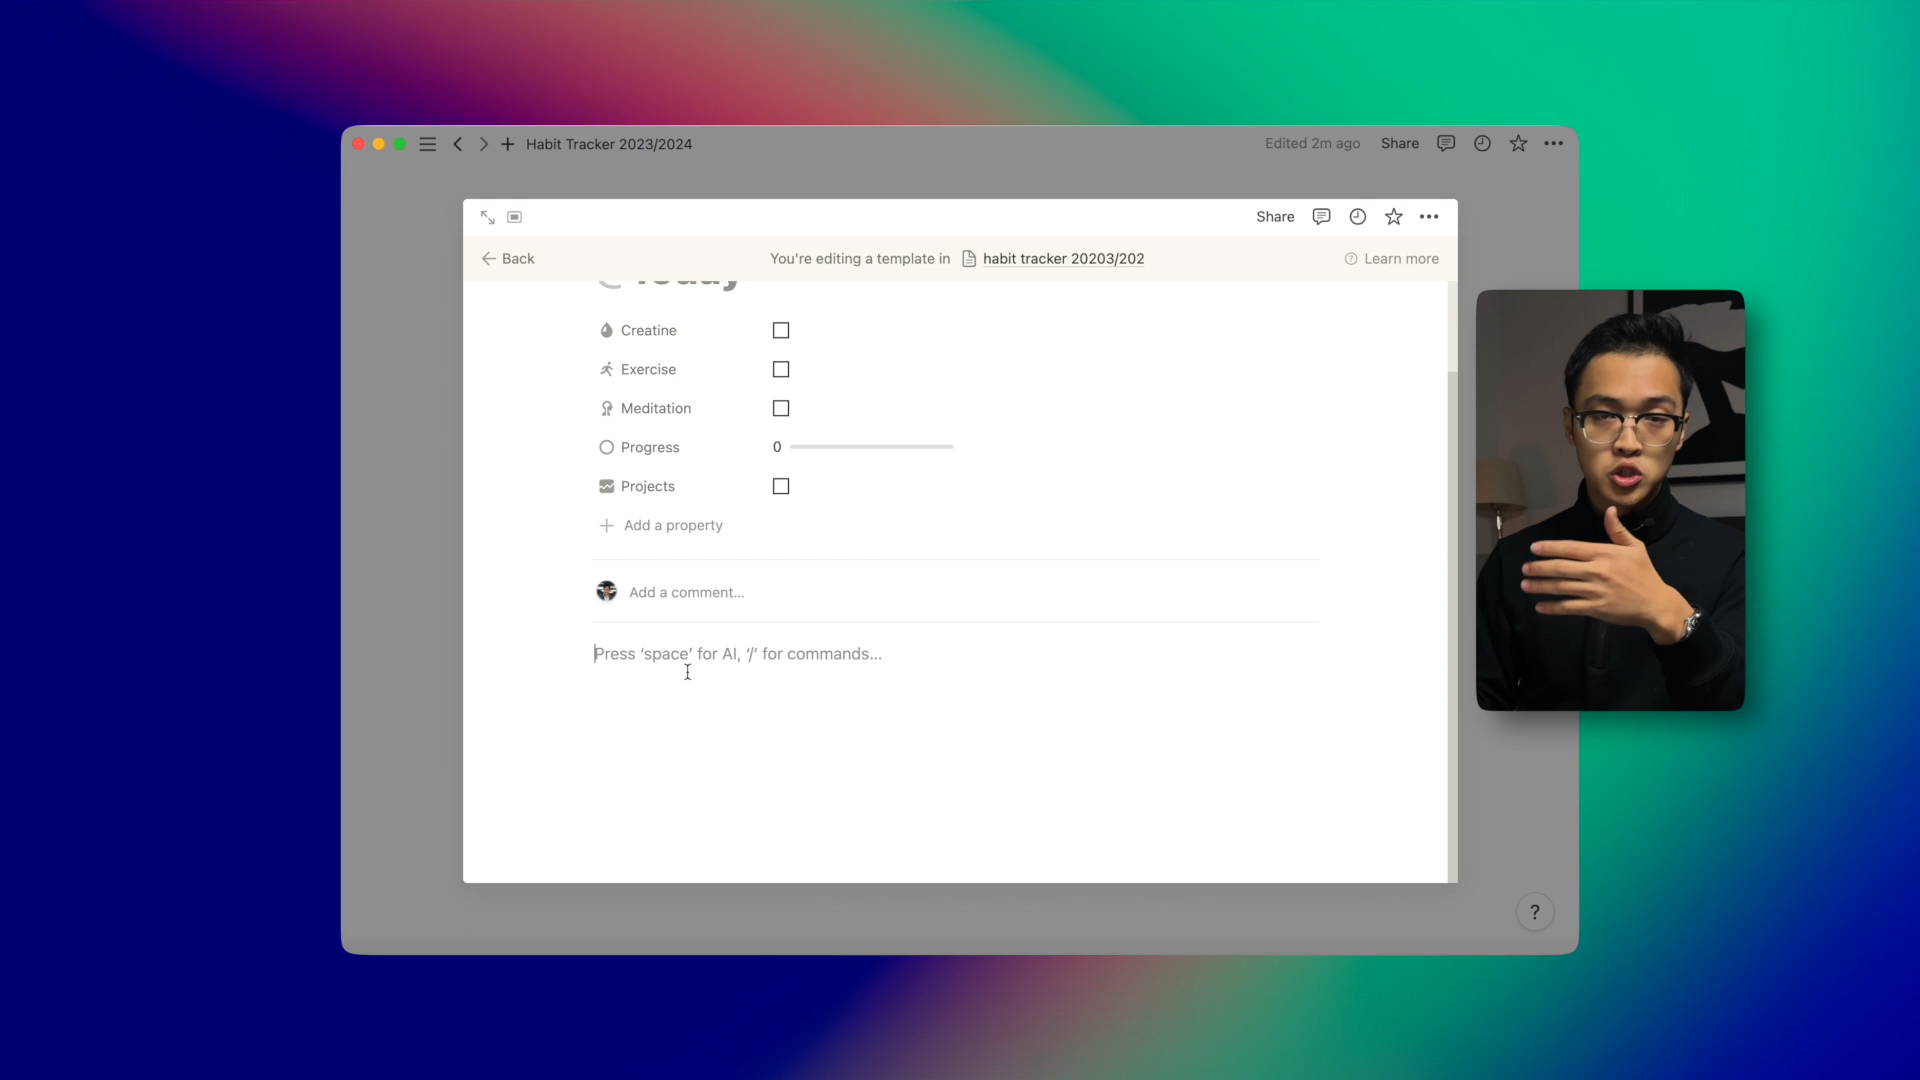 Habit Tracker 2023/2024
Edited 2m ago
Share
Share
Back
You're editing a template in habit tracker 20203/202
Learn more
Today
Creatine
Exercise
Meditation
Progress 0
Projects
Add a property
Add a comment...
Press ‘space’ for AI, ‘/’ for commands...
?